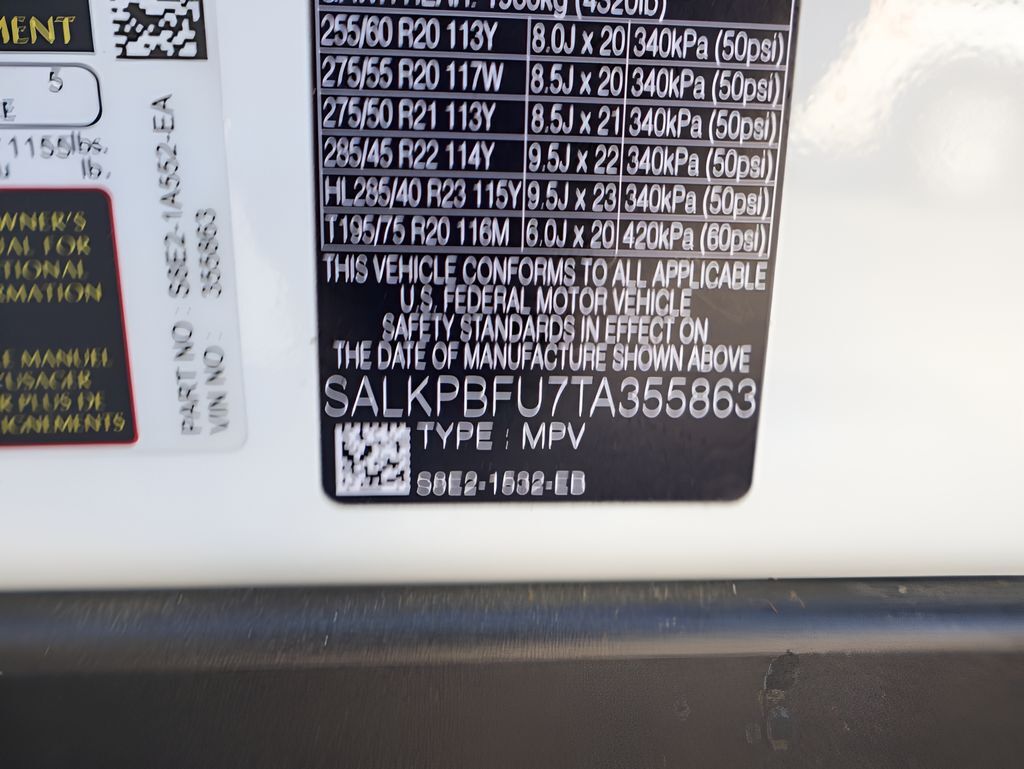 MENT
5
E
1155lbs.
lb.
WNER'S
UAL FOR
TIONAL
RMATION
E MANUEL
'USAGER
R PLUS DE
IGNEMENTS
PART NO : S8E2-1A552-EA
VIN NO : 355863
(4320lb)
255/60 R20 113Y 8.0J x 20 340kPa (50psi)
275/55 R20 117W 8.5J x 20 340kPa (50psi)
275/50 R21 113Y 8.5J x 21 340kPa (50psi)
285/45 R22 114Y 9.5J x 22 340kPa (50psi)
HL285/40 R23 115Y 9.5J x 23 340kPa (50psi)
T195/75 R20 116M 6.0J x 20 420kPa (60psi)
THIS VEHICLE CONFORMS TO ALL APPLICABLE
U.S. FEDERAL MOTOR VEHICLE
SAFETY STANDARDS IN EFFECT ON
THE DATE OF MANUFACTURE SHOWN ABOVE
SALKPBFU7TA355863
TYPE : MPV